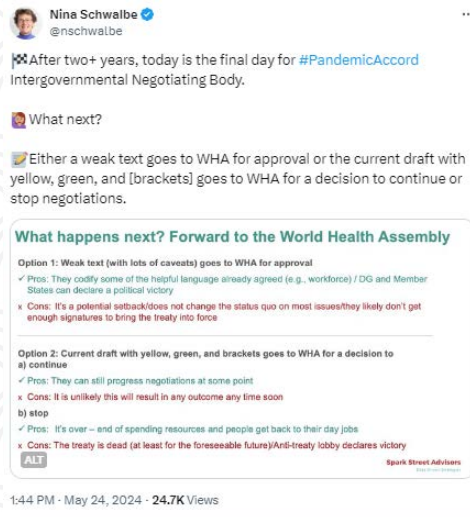 Nina Schwalbe
@nschwalbe
After two+ years, today is the final day for #PandemicAccord
Intergovernmental Negotiating Body.
What next?
Either a weak text goes to WHA for approval or the current draft with
yellow, green, and [brackets] goes to WHA for a decision to continue or
stop negotiations.
What happens next? Forward to the World Health Assembly
Option 1: Weak text (with lots of caveats) goes to WHA for approval
✓ Pros: They codify some of the helpful language already agreed (e.g., workforce) / DG and Member
States can declare a political victory
x Cons: It's a potential setback/does not change the status quo on most issues/they likely don't get
enough signatures to bring the treaty into force
Option 2: Current draft with yellow, green, and brackets goes to WHA for a decision to
a) continue
✓ Pros: They can still progress negotiations at some point
x Cons: It is unlikely this will result in any outcome any time soon
b) stop
✓ Pros: It's over – end of spending resources and people get back to their day jobs
x Cons: The treaty is dead (at least for the foreseeable future)/Anti-treaty lobby declares victory
ALT
Spark Street Advisors
1:44 PM · May 24, 2024 · 24.7K Views